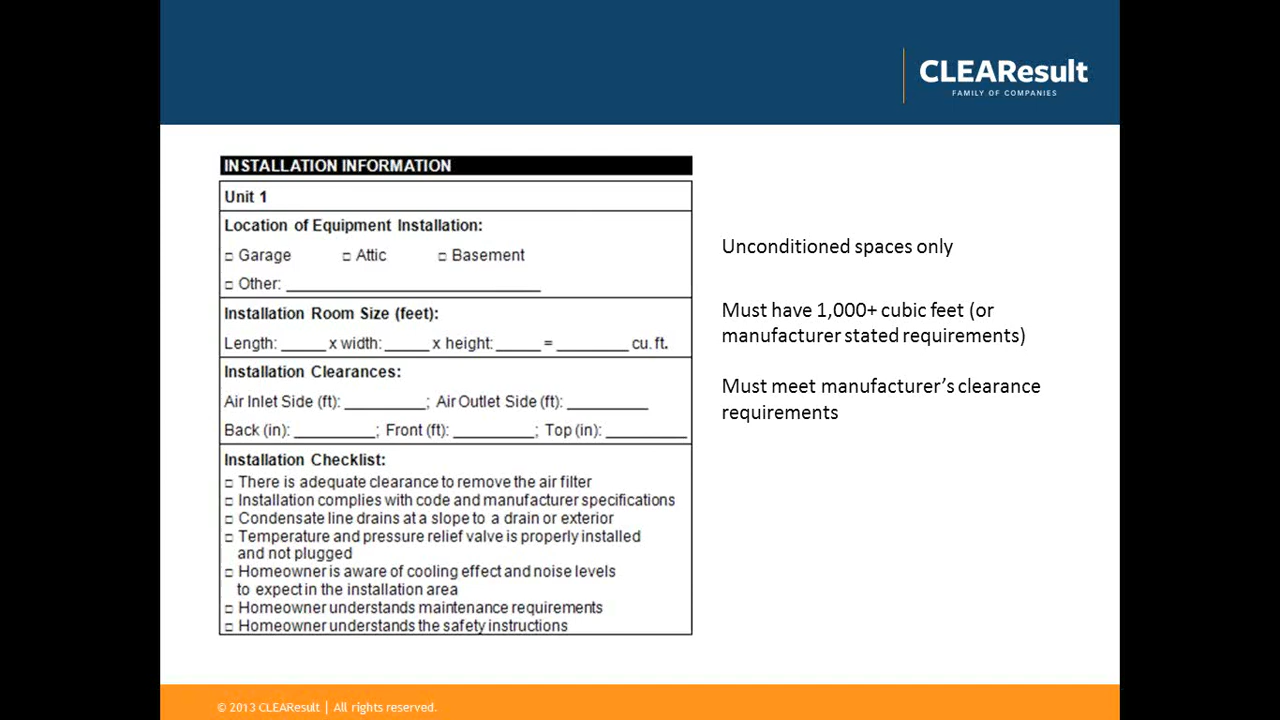 CLEAResult
FAMILY OF COMPANIES
INSTALLATION INFORMATION
Unit 1
Location of Equipment Installation:
□ Garage □ Attic □ Basement
□ Other: ____________________
Installation Room Size (feet):
Length: _____ x width: _____ x height: _____ = ________ cu. ft.
Installation Clearances:
Air Inlet Side (ft): _________; Air Outlet Side (ft): _________
Back (in): _________; Front (ft): _________; Top (in): _________
Installation Checklist:
□ There is adequate clearance to remove the air filter
□ Installation complies with code and manufacturer specifications
□ Condensate line drains at a slope to a drain or exterior
□ Temperature and pressure relief valve is properly installed
and not plugged
□ Homeowner is aware of cooling effect and noise levels
to expect in the installation area
□ Homeowner understands maintenance requirements
□ Homeowner understands the safety instructions
Unconditioned spaces only
Must have 1,000+ cubic feet (or
manufacturer stated requirements)
Must meet manufacturer's clearance
requirements
© 2013 CLEAResult | All rights reserved.